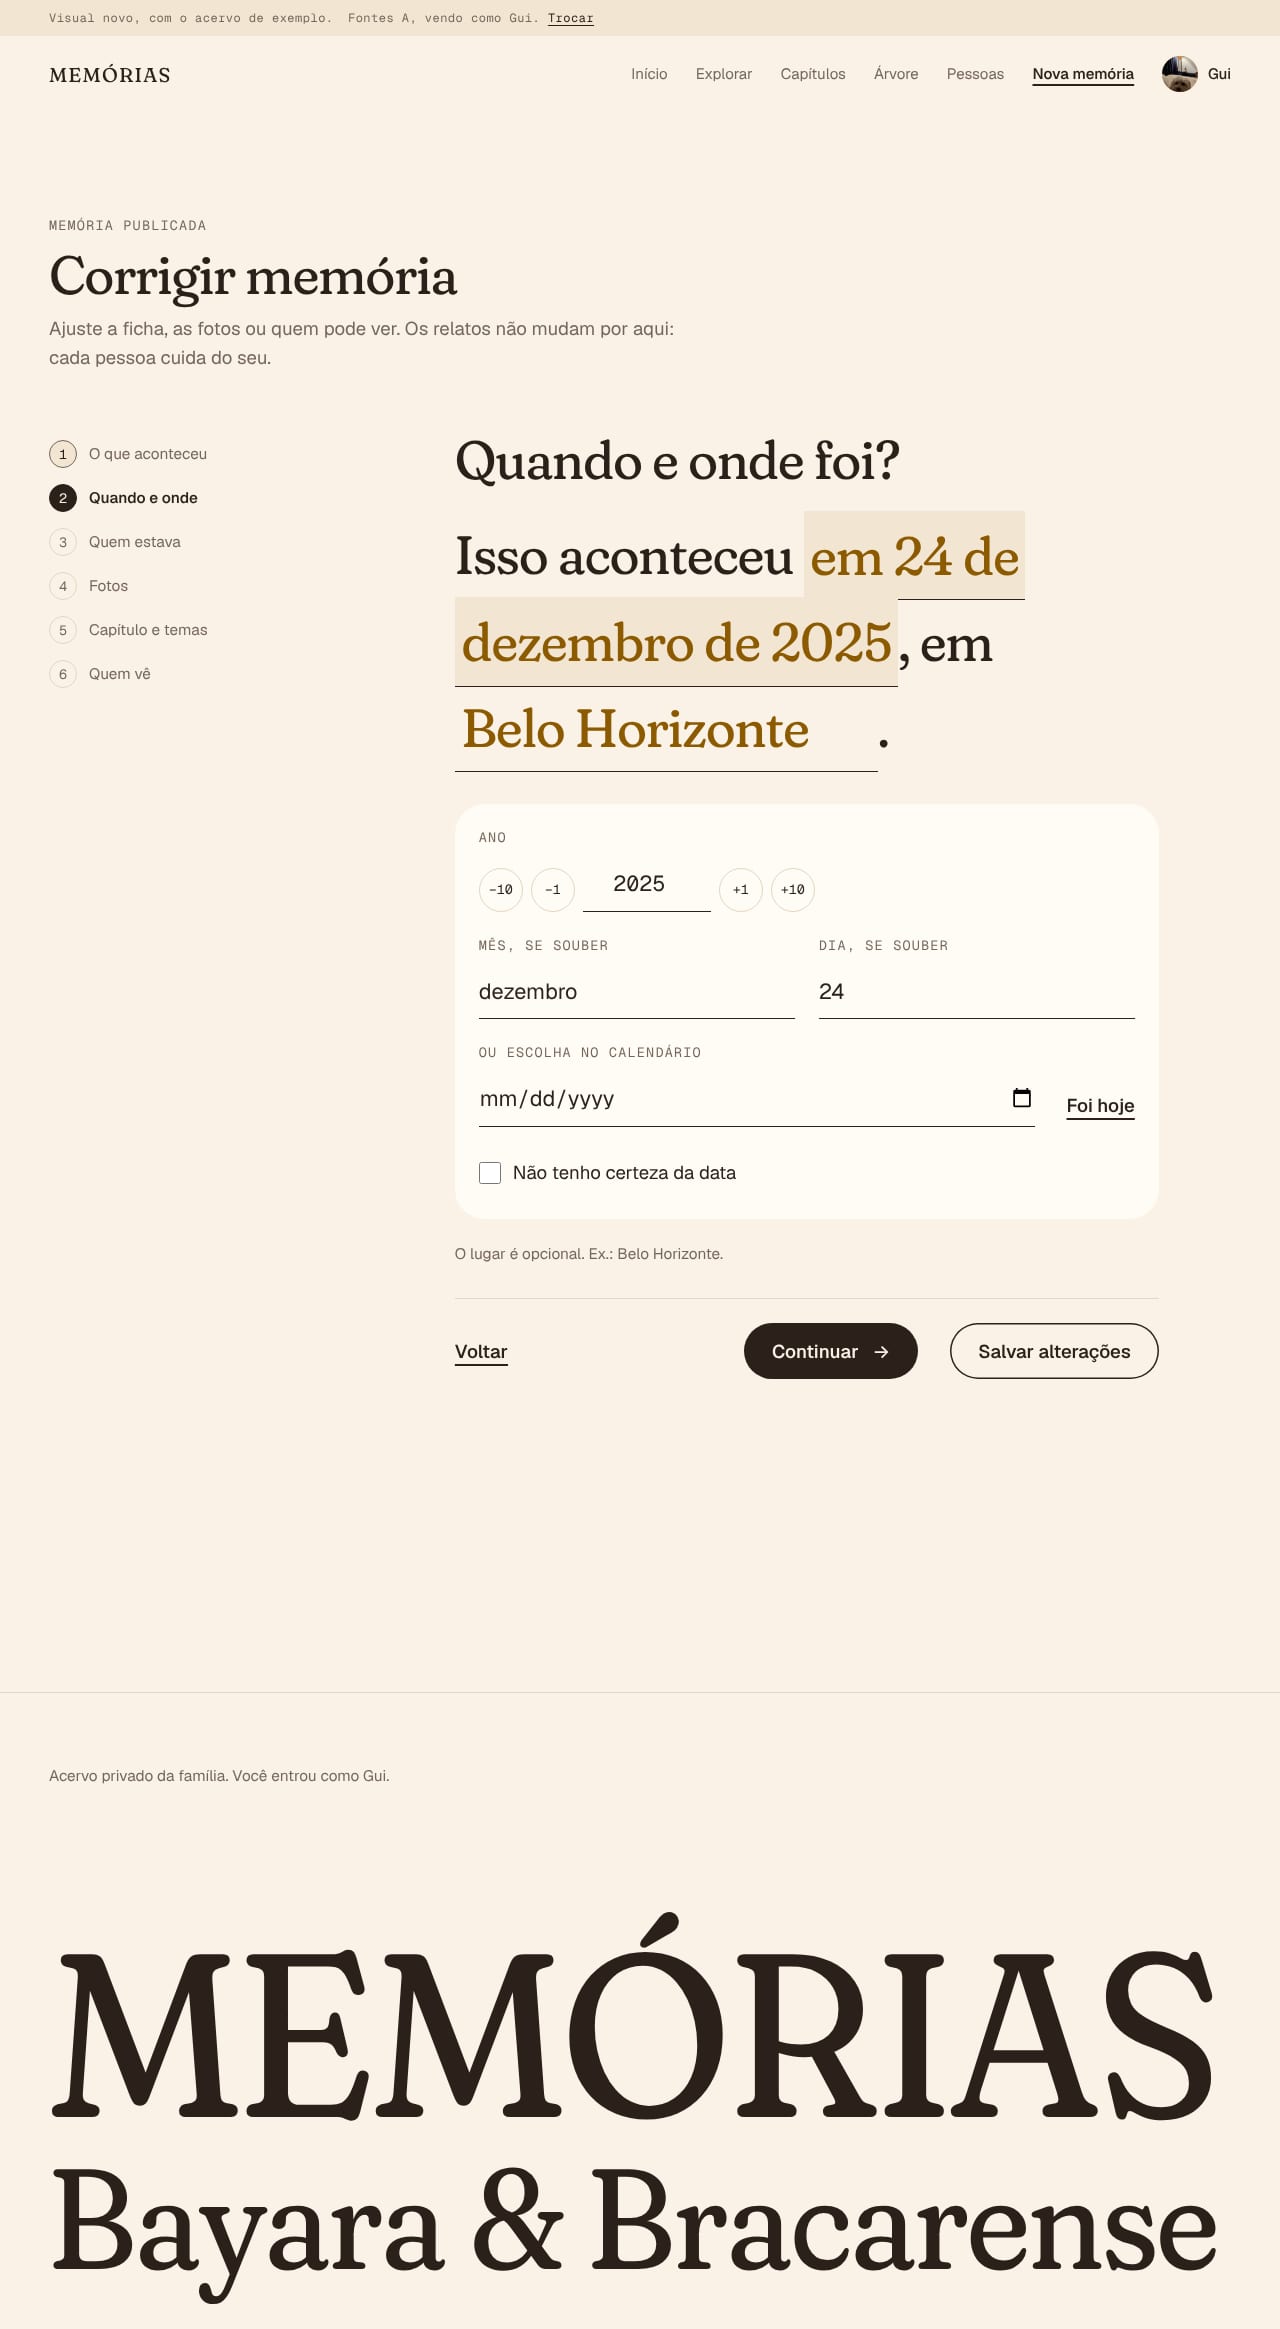 Visual novo, com o acervo de exemplo. Fontes A, vendo como Gui. Trocar
MEMÓRIAS
Início Explorar Capítulos Árvore Pessoas Nova memória Gui
MEMÓRIA PUBLICADA
Corrigir memória
Ajuste a ficha, as fotos ou quem pode ver. Os relatos não mudam por aqui:
cada pessoa cuida do seu.
1 O que aconteceu
2 Quando e onde
3 Quem estava
4 Fotos
5 Capítulo e temas
6 Quem vê
Quando e onde foi?
Isso aconteceu em 24 de
dezembro de 2025, em
Belo Horizonte .
ANO
−10 −1 2025 +1 +10
MÊS, SE SOUBER DIA, SE SOUBER
dezembro 24
OU ESCOLHA NO CALENDÁRIO
mm/dd/yyyy Foi hoje
Não tenho certeza da data
O lugar é opcional. Ex.: Belo Horizonte.
Voltar Continuar → Salvar alterações
Acervo privado da família. Você entrou como Gui.
MEMÓRIAS
Bayara & Bracarense